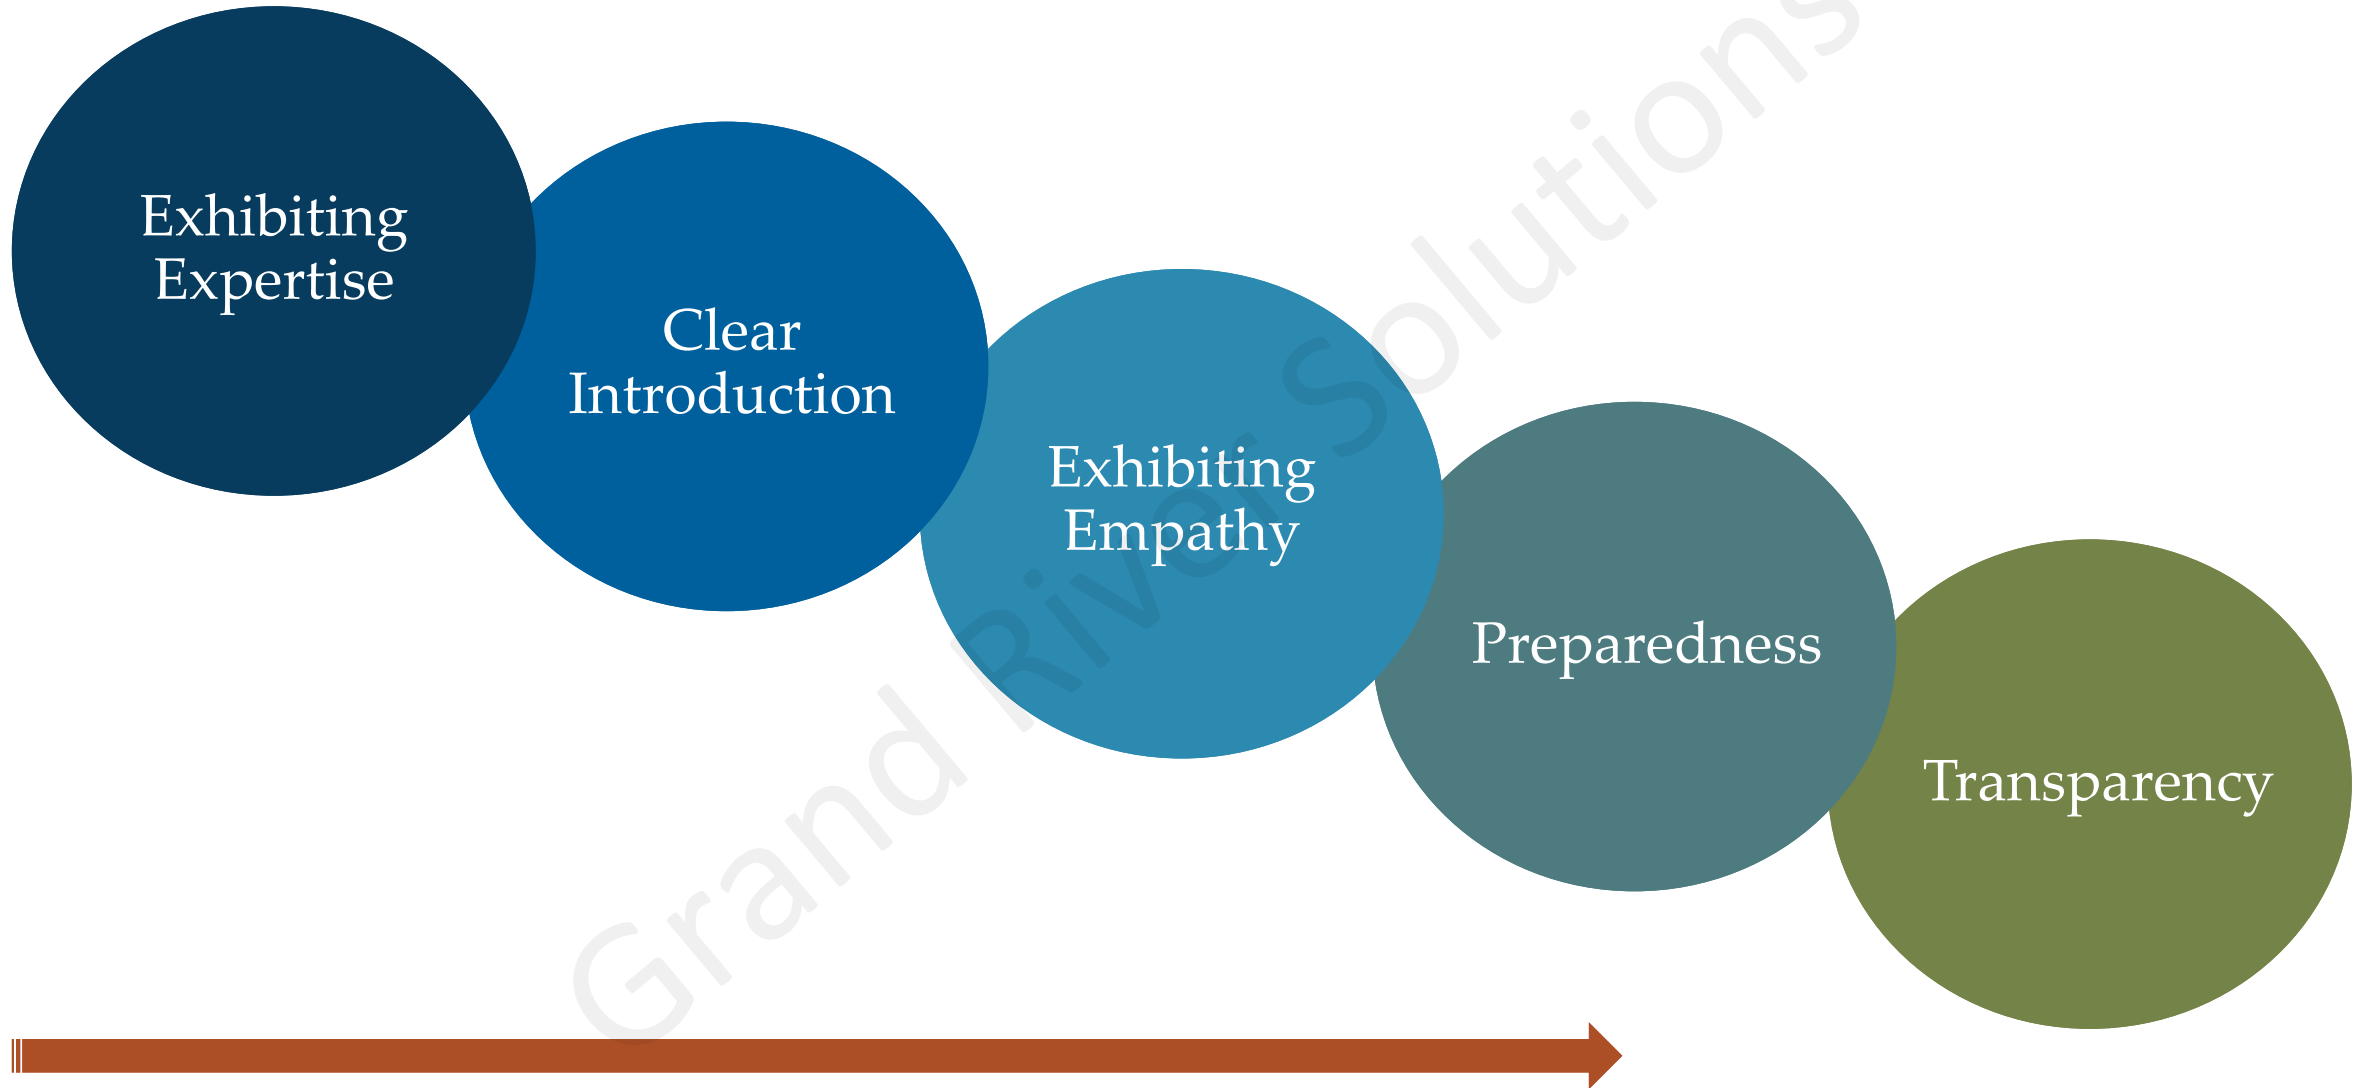 Exhibiting
Expertise
Clear
Introduction
Exhibiting
Empathy
Preparedness
Transparency
Grand River Solutions